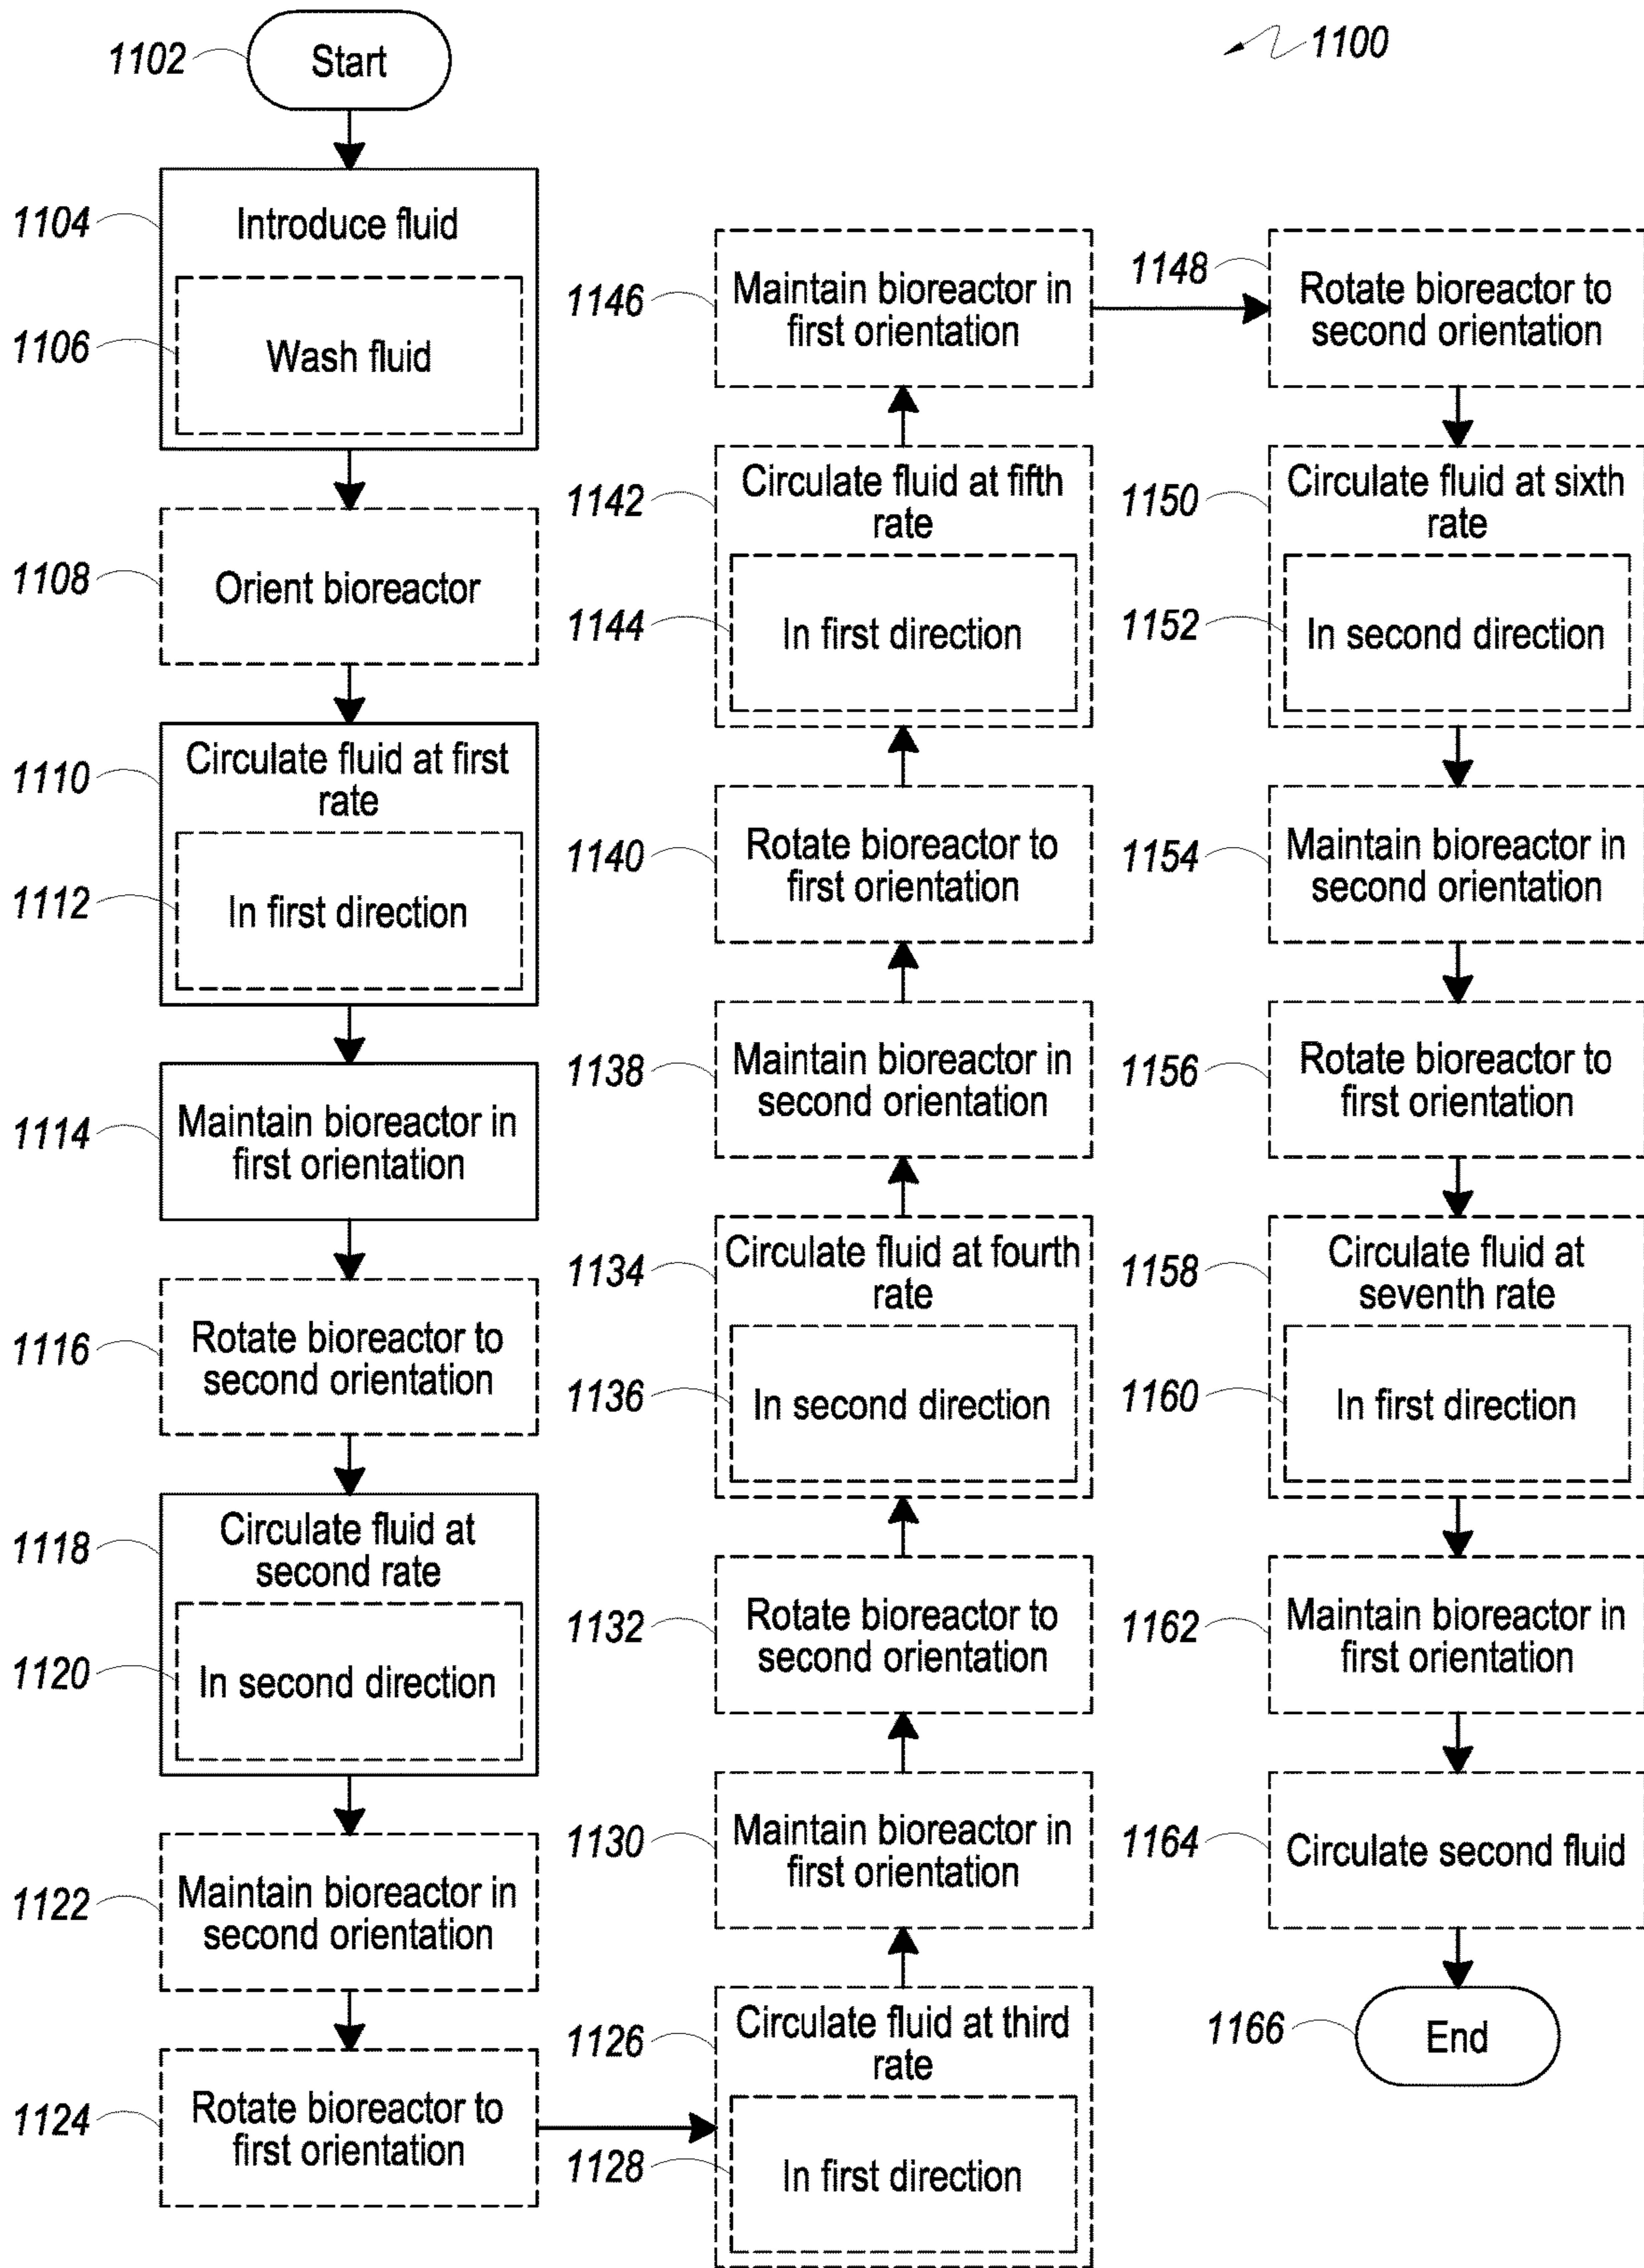 1100
1102
Start
1104
Introduce fluid
1106
Wash fluid
1108
Orient bioreactor
1110
Circulate fluid at first
rate
1112
In first direction
1114
Maintain bioreactor in
first orientation
1116
Rotate bioreactor to
second orientation
1118
Circulate fluid at
second rate
1120
In second direction
1122
Maintain bioreactor in
second orientation
1124
Rotate bioreactor to
first orientation
1126
Circulate fluid at third
rate
1128
In first direction
1130
Maintain bioreactor in
first orientation
1132
Rotate bioreactor to
second orientation
1134
Circulate fluid at fourth
rate
1136
In second direction
1138
Maintain bioreactor in
second orientation
1140
Rotate bioreactor to
first orientation
1142
Circulate fluid at fifth
rate
1144
In first direction
1146
Maintain bioreactor in
first orientation
1148
Rotate bioreactor to
second orientation
1150
Circulate fluid at sixth
rate
1152
In second direction
1154
Maintain bioreactor in
second orientation
1156
Rotate bioreactor to
first orientation
1158
Circulate fluid at
seventh rate
1160
In first direction
1162
Maintain bioreactor in
first orientation
1164
Circulate second fluid
1166
End